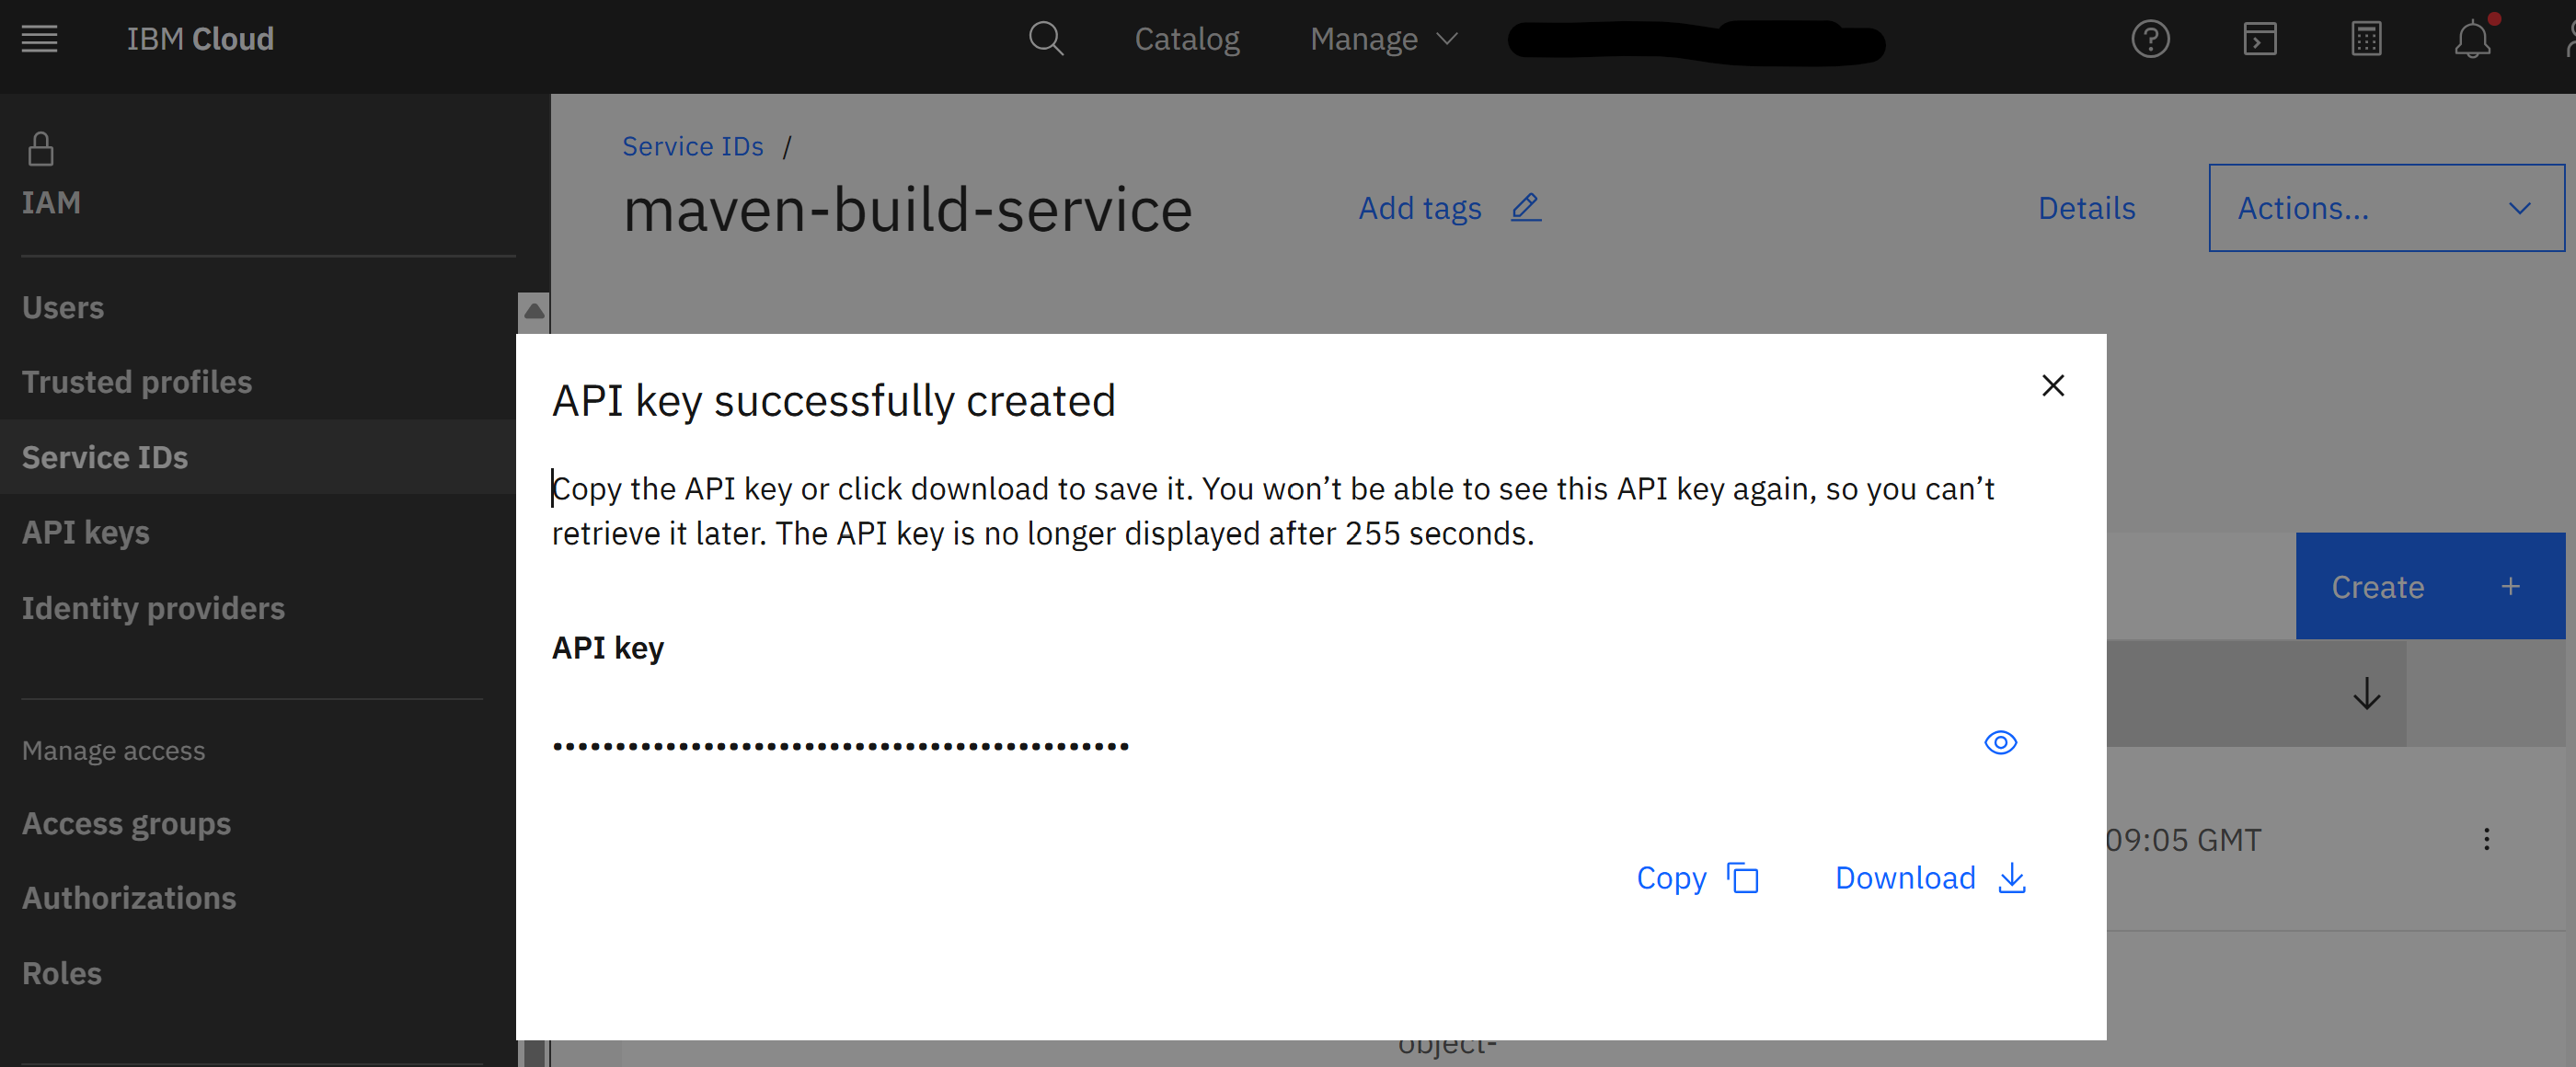 IBM Cloud
Catalog
Manage
IAM
Users
Trusted profiles
Service IDs
API keys
Identity providers
Manage access
Access groups
Authorizations
Roles
Service IDs /
maven-build-service
Add tags
Details
Actions...
API key successfully created
Copy the API key or click download to save it. You won’t be able to see this API key again, so you can’t
retrieve it later. The API key is no longer displayed after 255 seconds.
API key
••••••••••••••••••••••••••••••••••••••••••••
Copy
Download
Create +
09:05 GMT
object-